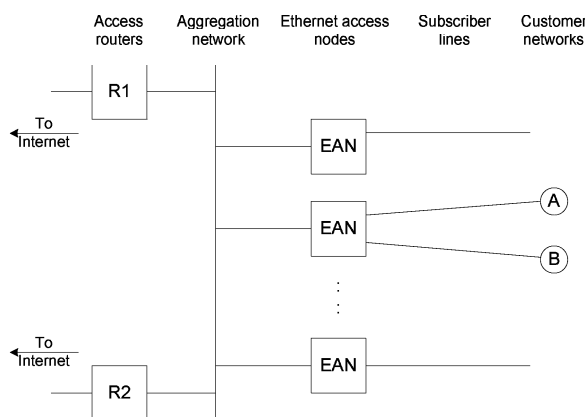 Access routers
Aggregation network
Ethernet access nodes
Subscriber lines
Customer networks
R1
To Internet
EAN
A
EAN
B
:
:
To Internet
EAN
R2